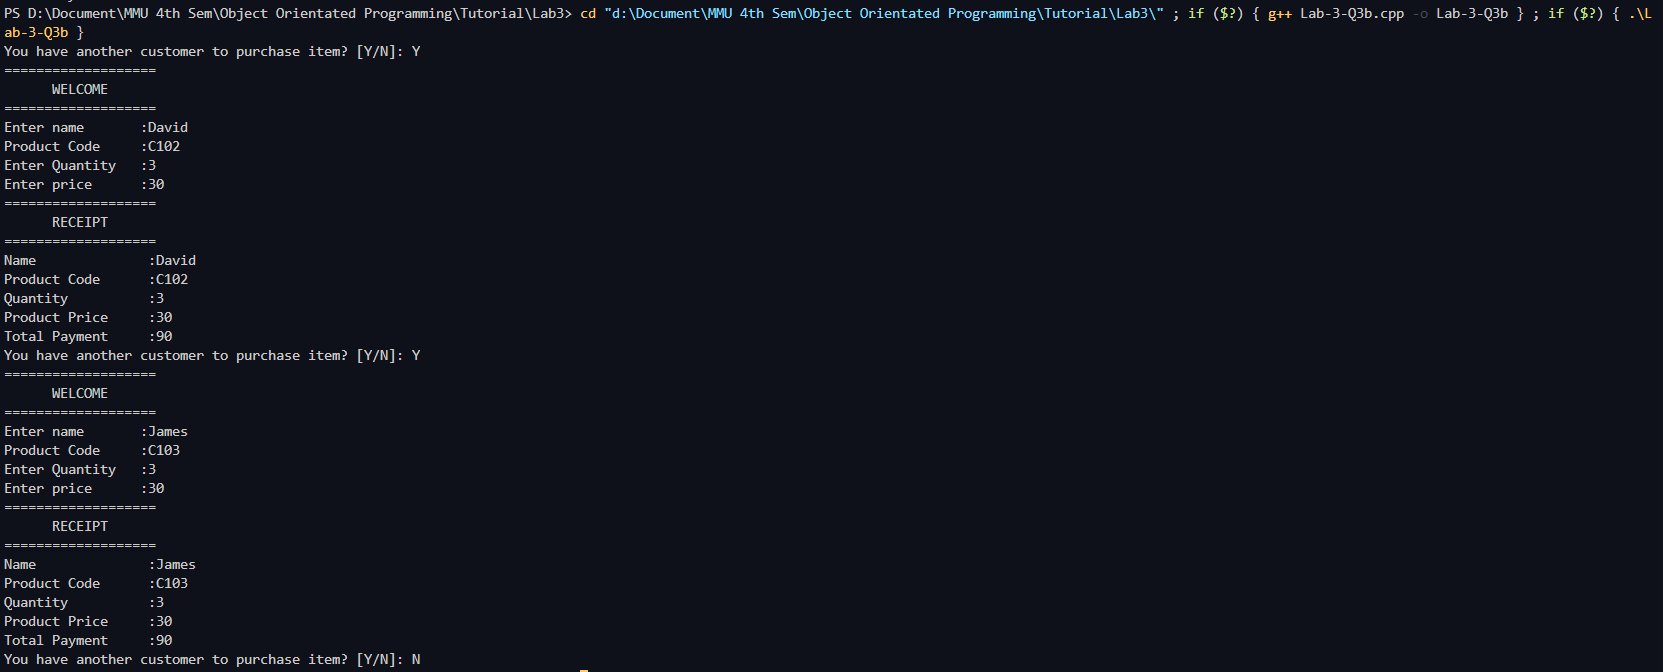 PS D:\Document\MMU 4th Sem\Object Orientated Programming\Tutorial\Lab3> cd "d:\Document\MMU 4th Sem\Object Orientated Programming\Tutorial\Lab3\" ; if ($?) { g++ Lab-3-Q3b.cpp -o Lab-3-Q3b } ; if ($?) { .\L
ab-3-Q3b }
You have another customer to purchase item? [Y/N]: Y
===================
      WELCOME
===================
Enter name       :David
Product Code     :C102
Enter Quantity   :3
Enter price      :30
===================
      RECEIPT
===================
Name              :David
Product Code      :C102
Quantity          :3
Product Price     :30
Total Payment     :90
You have another customer to purchase item? [Y/N]: Y
===================
      WELCOME
===================
Enter name       :James
Product Code     :C103
Enter Quantity   :3
Enter price      :30
===================
      RECEIPT
===================
Name              :James
Product Code      :C103
Quantity          :3
Product Price     :30
Total Payment     :90
You have another customer to purchase item? [Y/N]: N